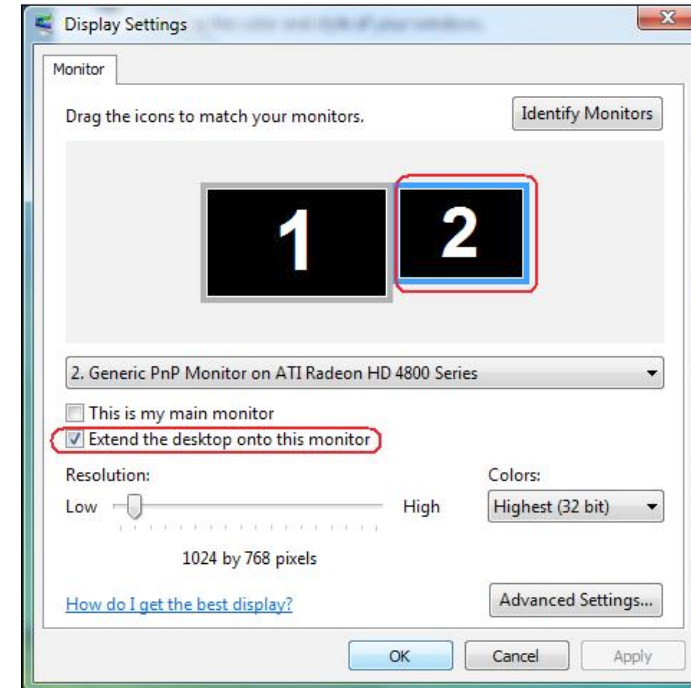 Display Settings
Monitor
Drag the icons to match your monitors.
Identify Monitors
1
2
2. Generic PnP Monitor on ATI Radeon HD 4800 Series
This is my main monitor
Extend the desktop onto this monitor
Resolution:
Colors:
Low
High
Highest (32 bit)
1024 by 768 pixels
How do I get the best display?
Advanced Settings...
OK
Cancel
Apply